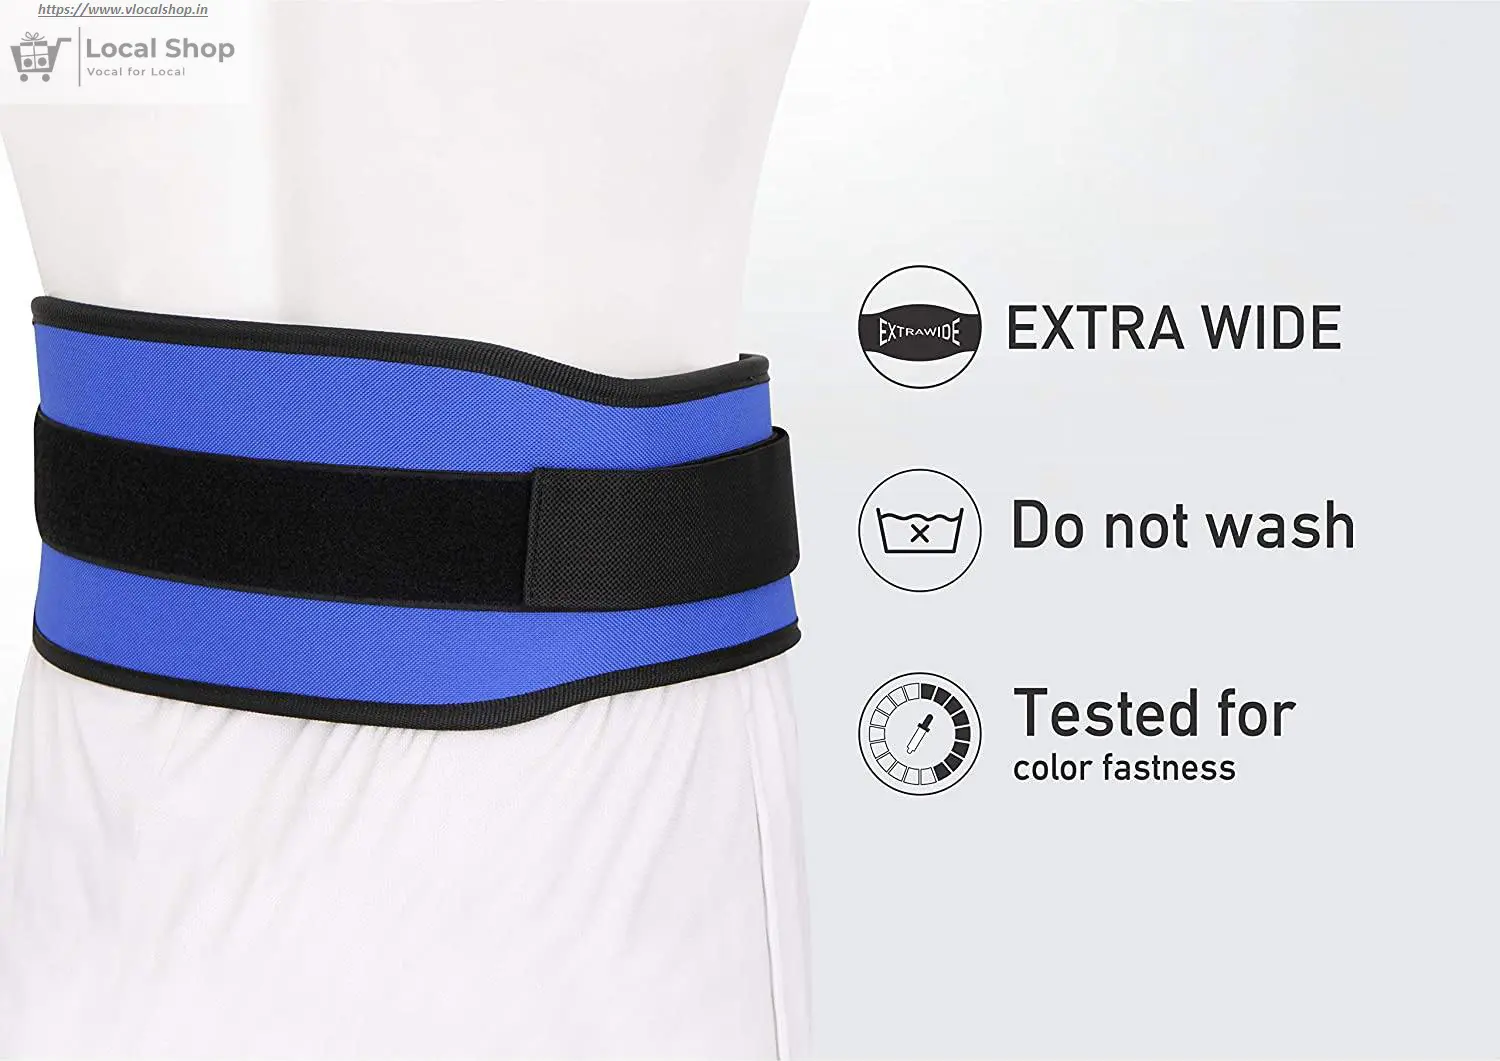 https://www.vlocalshop.in
Local Shop
Vocal for Local
EXTRAWIDE
EXTRA WIDE
Do not wash
Tested for
color fastness